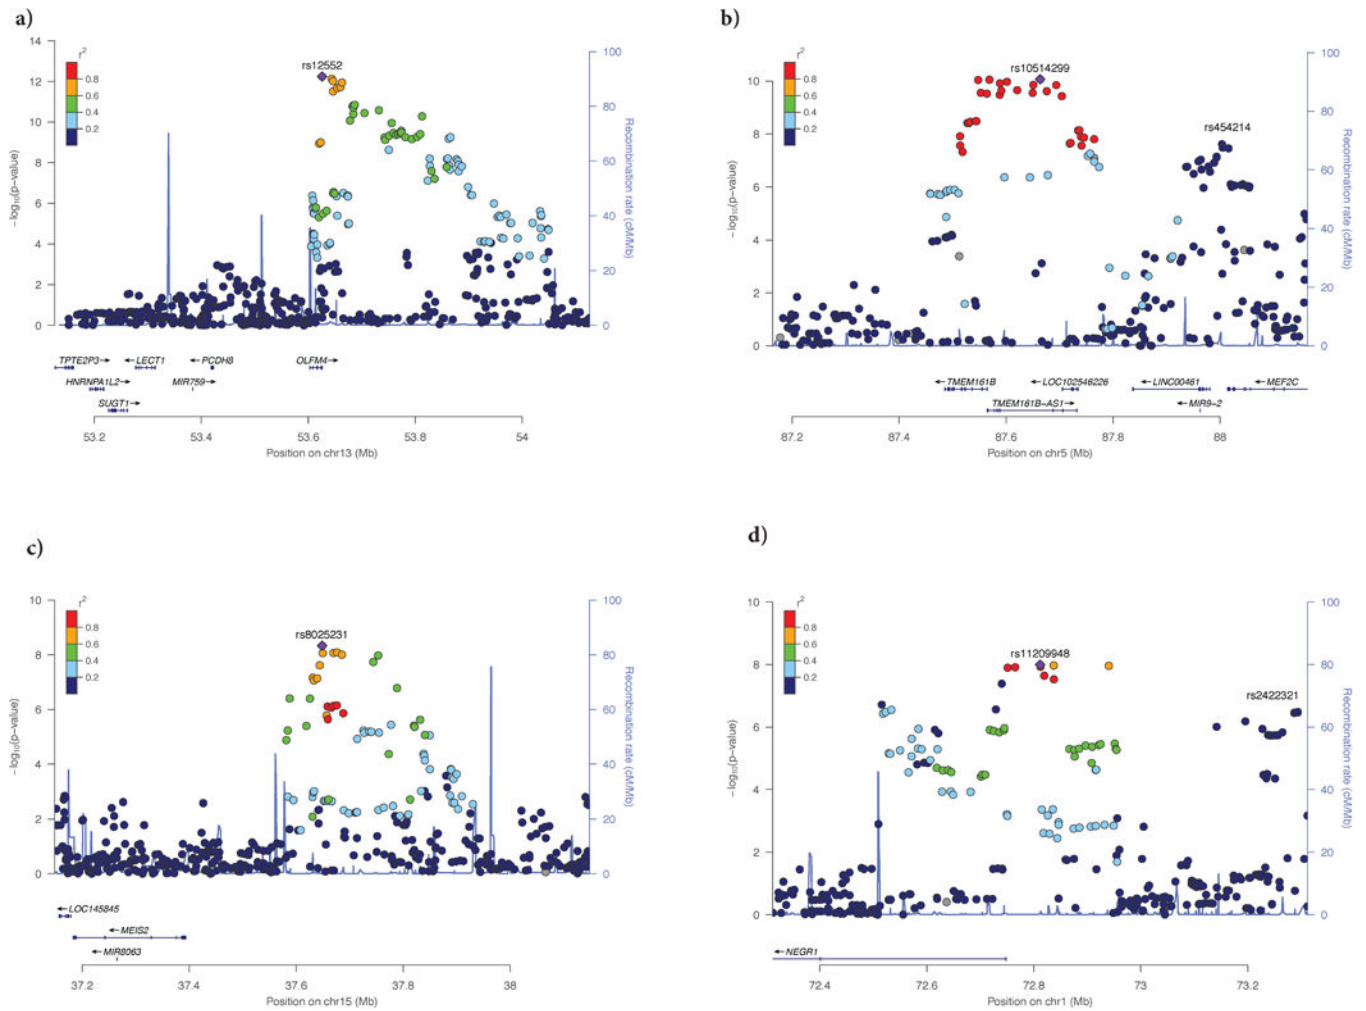 a)
r²
0.8
0.6
0.4
0.2
rs12552
14
12
10
8
6
4
2
0
−log₁₀(p−value)
100
80
60
40
20
0
Recombination rate (cM/Mb)
TPTE2P3→
←LECT1
←PCDH8
OLFM4→
HNRNPA1L2→
MIR759→
SUGT1→
53.2
53.4
53.6
53.8
54
Position on chr13 (Mb)
b)
r²
0.8
0.6
0.4
0.2
rs10514299
rs454214
10
8
6
4
2
0
−log₁₀(p−value)
100
80
60
40
20
0
Recombination rate (cM/Mb)
←TMEM161B
←LOC102546226
←LINC00461
←MEF2C
TMEM161B−AS1→
←MIR9−2
87.2
87.4
87.6
87.8
88
Position on chr5 (Mb)
c)
r²
0.8
0.6
0.4
0.2
rs8025231
10
8
6
4
2
0
−log₁₀(p−value)
100
80
60
40
20
0
Recombination rate (cM/Mb)
←LOC145845
←MEIS2
←MIR8063
37.2
37.4
37.6
37.8
38
Position on chr15 (Mb)
d)
r²
0.8
0.6
0.4
0.2
rs11209948
rs2422321
10
8
6
4
2
0
−log₁₀(p−value)
100
80
60
40
20
0
Recombination rate (cM/Mb)
←NEGR1
72.4
72.6
72.8
73
73.2
Position on chr1 (Mb)